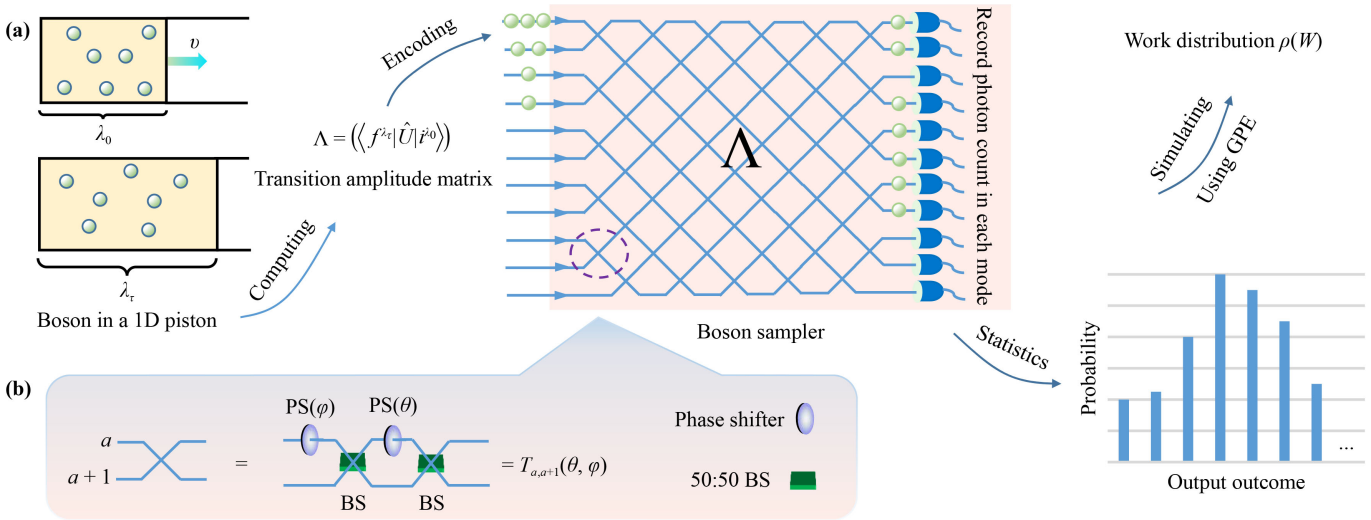 (a)
υ
λ0
λτ
Boson in a 1D piston
Computing
Λ = (⟨f^λτ|Û|i^λ0⟩)
Transition amplitude matrix
Encoding
Λ
Record photon count in each mode
Boson sampler
Statistics
Work distribution ρ(W)
Simulating
Using GPE
Probability
...
Output outcome
(b)
a
a + 1
=
PS(φ)
PS(θ)
BS
BS
= Ta,a+1(θ, φ)
Phase shifter
50:50 BS